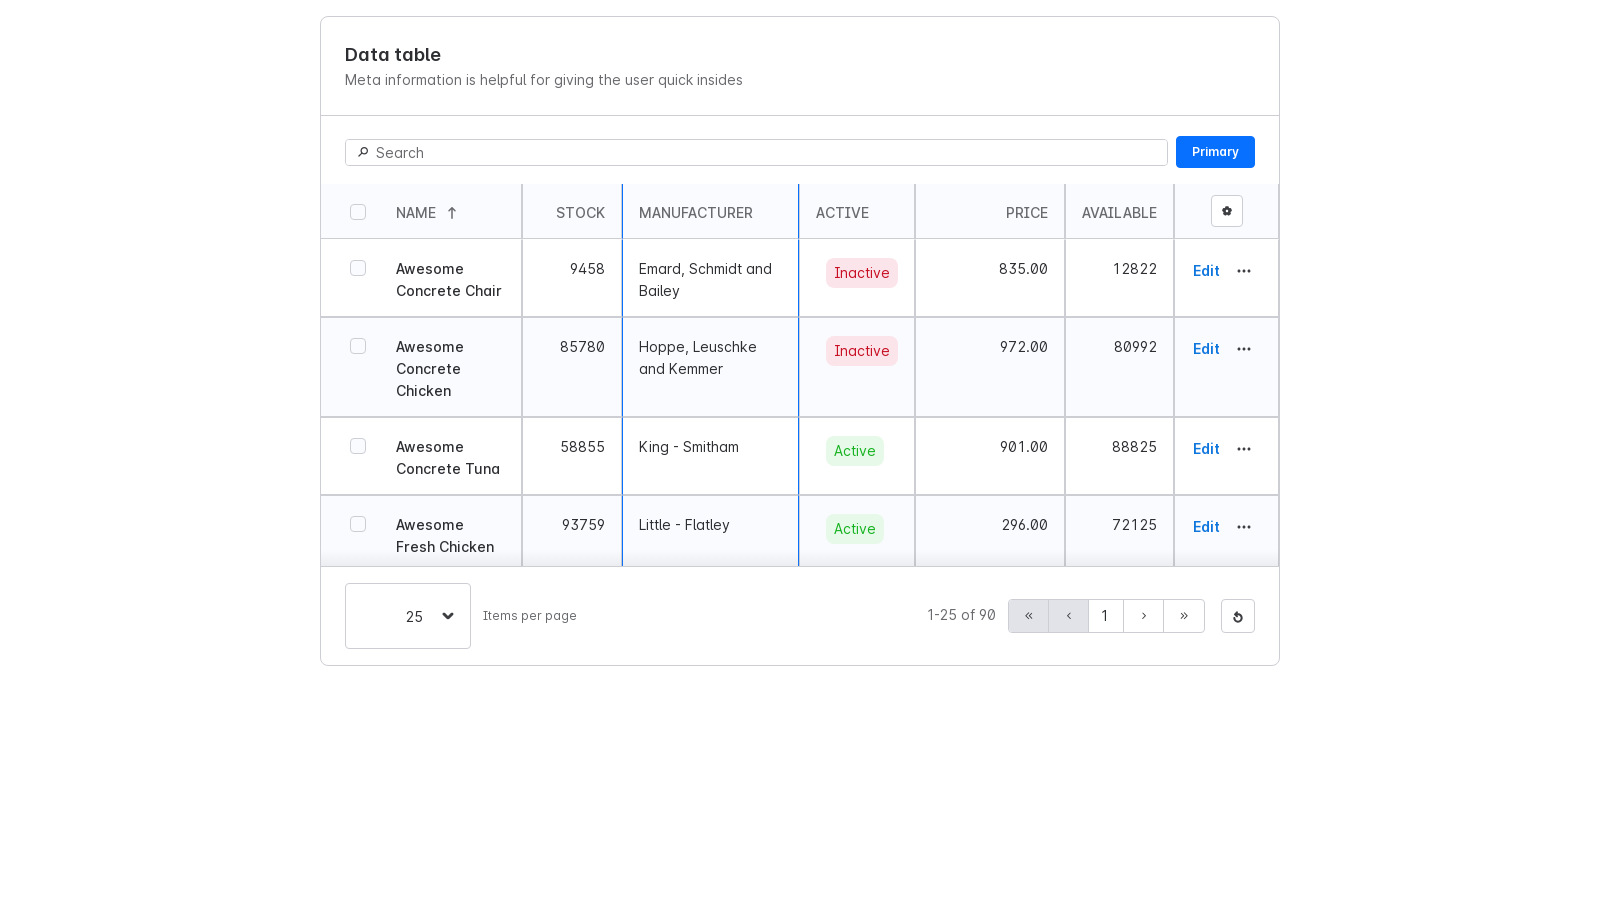 Data table
Meta information is helpful for giving the user quick insides
Search
Primary
NAME STOCK MANUFACTURER ACTIVE PRICE AVAILABLE
Awesome 9458 Emard, Schmidt and Inactive 835.00 12822 Edit
Concrete Chair Bailey
Awesome 85780 Hoppe, Leuschke Inactive 972.00 80992 Edit
Concrete and Kemmer
Chicken
Awesome 58855 King - Smitham Active 901.00 88825 Edit
Concrete Tuna
Awesome 93759 Little - Flatley Active 296.00 72125 Edit
Fresh Chicken
25 Items per page 1-25 of 90 « ‹ 1 › »